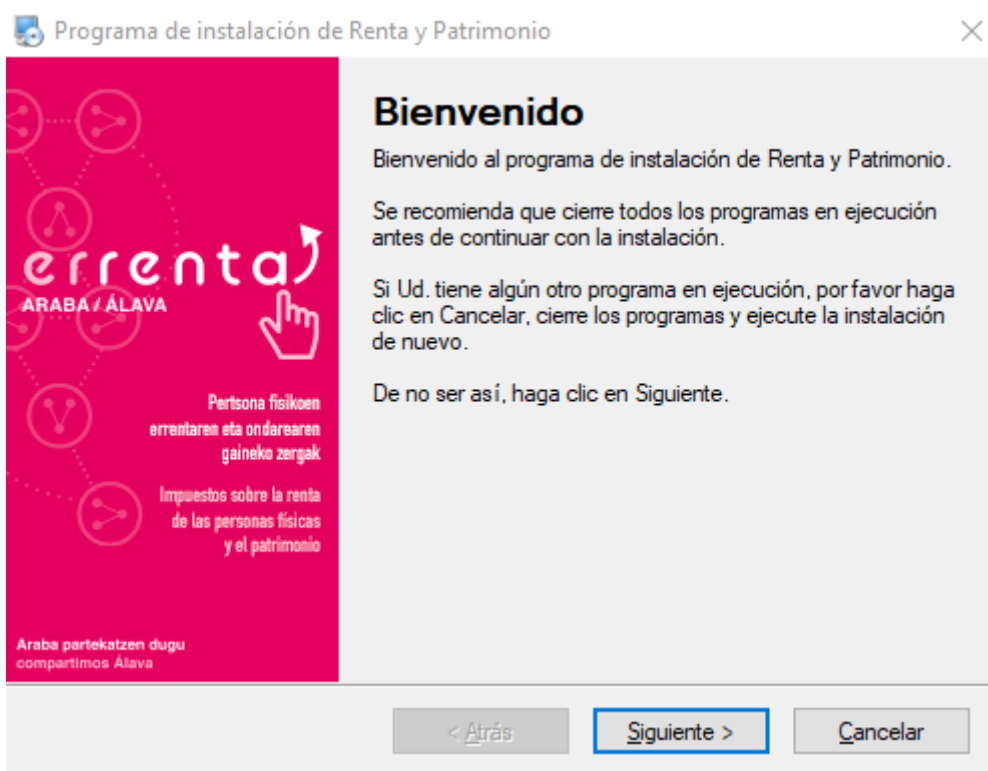 Programa de instalación de Renta y Patrimonio
errenta
ARABA / ÁLAVA
Pertsona fisikoen
errentaren eta ondarearen
gaineko zergak
Impuestos sobre la renta
de las personas físicas
y el patrimonio
Araba partekatzen dugu
compartimos Álava
Bienvenido
Bienvenido al programa de instalación de Renta y Patrimonio.
Se recomienda que cierre todos los programas en ejecución
antes de continuar con la instalación.
Si Ud. tiene algún otro programa en ejecución, por favor haga
clic en Cancelar, cierre los programas y ejecute la instalación
de nuevo.
De no ser así, haga clic en Siguiente.
< Atrás
Siguiente >
Cancelar